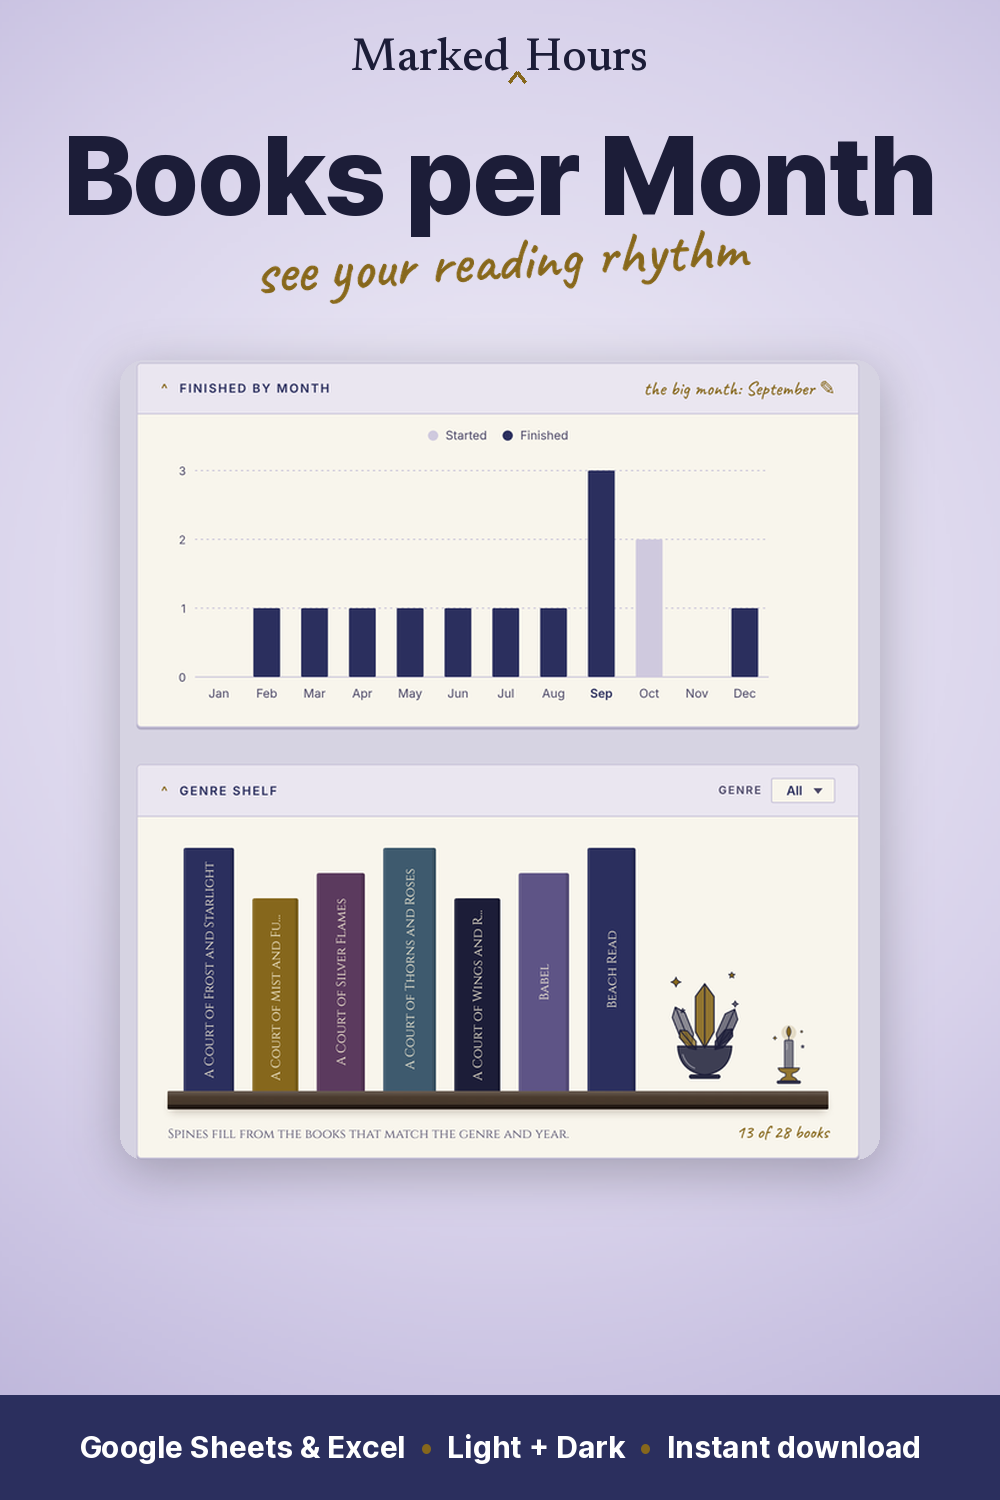 Marked^Hours
Books per Month
see your reading rhythm
^ FINISHED BY MONTH
the big month: September ✎
Started
Finished
3
2
1
0
Jan Feb Mar Apr May Jun Jul Aug Sep Oct Nov Dec
^ GENRE SHELF
GENRE All
A Court of Frost and Starlight
A Court of Mist and Fu...
A Court of Silver Flames
A Court of Thorns and Roses
A Court of Wings and R...
Babel
Beach Read
Spines fill from the books that match the genre and year.
13 of 28 books
Google Sheets & Excel • Light + Dark • Instant download